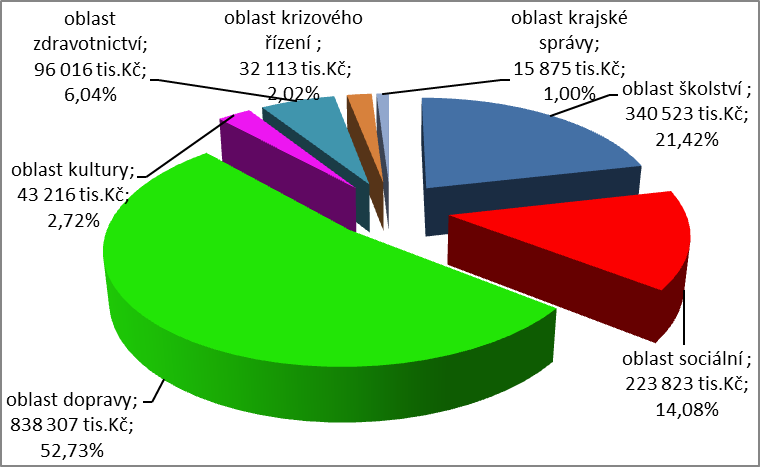 oblast
zdravotnictví;
96 016 tis.Kč;
6,04%
oblast krizového
řízení ;
32 113 tis.Kč;
2,02%
oblast krajské
správy;
15 875 tis.Kč;
1,00%
oblast školství ;
340 523 tis.Kč;
21,42%
oblast kultury;
43 216 tis.Kč;
2,72%
oblast sociální ;
223 823 tis.Kč;
14,08%
oblast dopravy;
838 307 tis.Kč;
52,73%